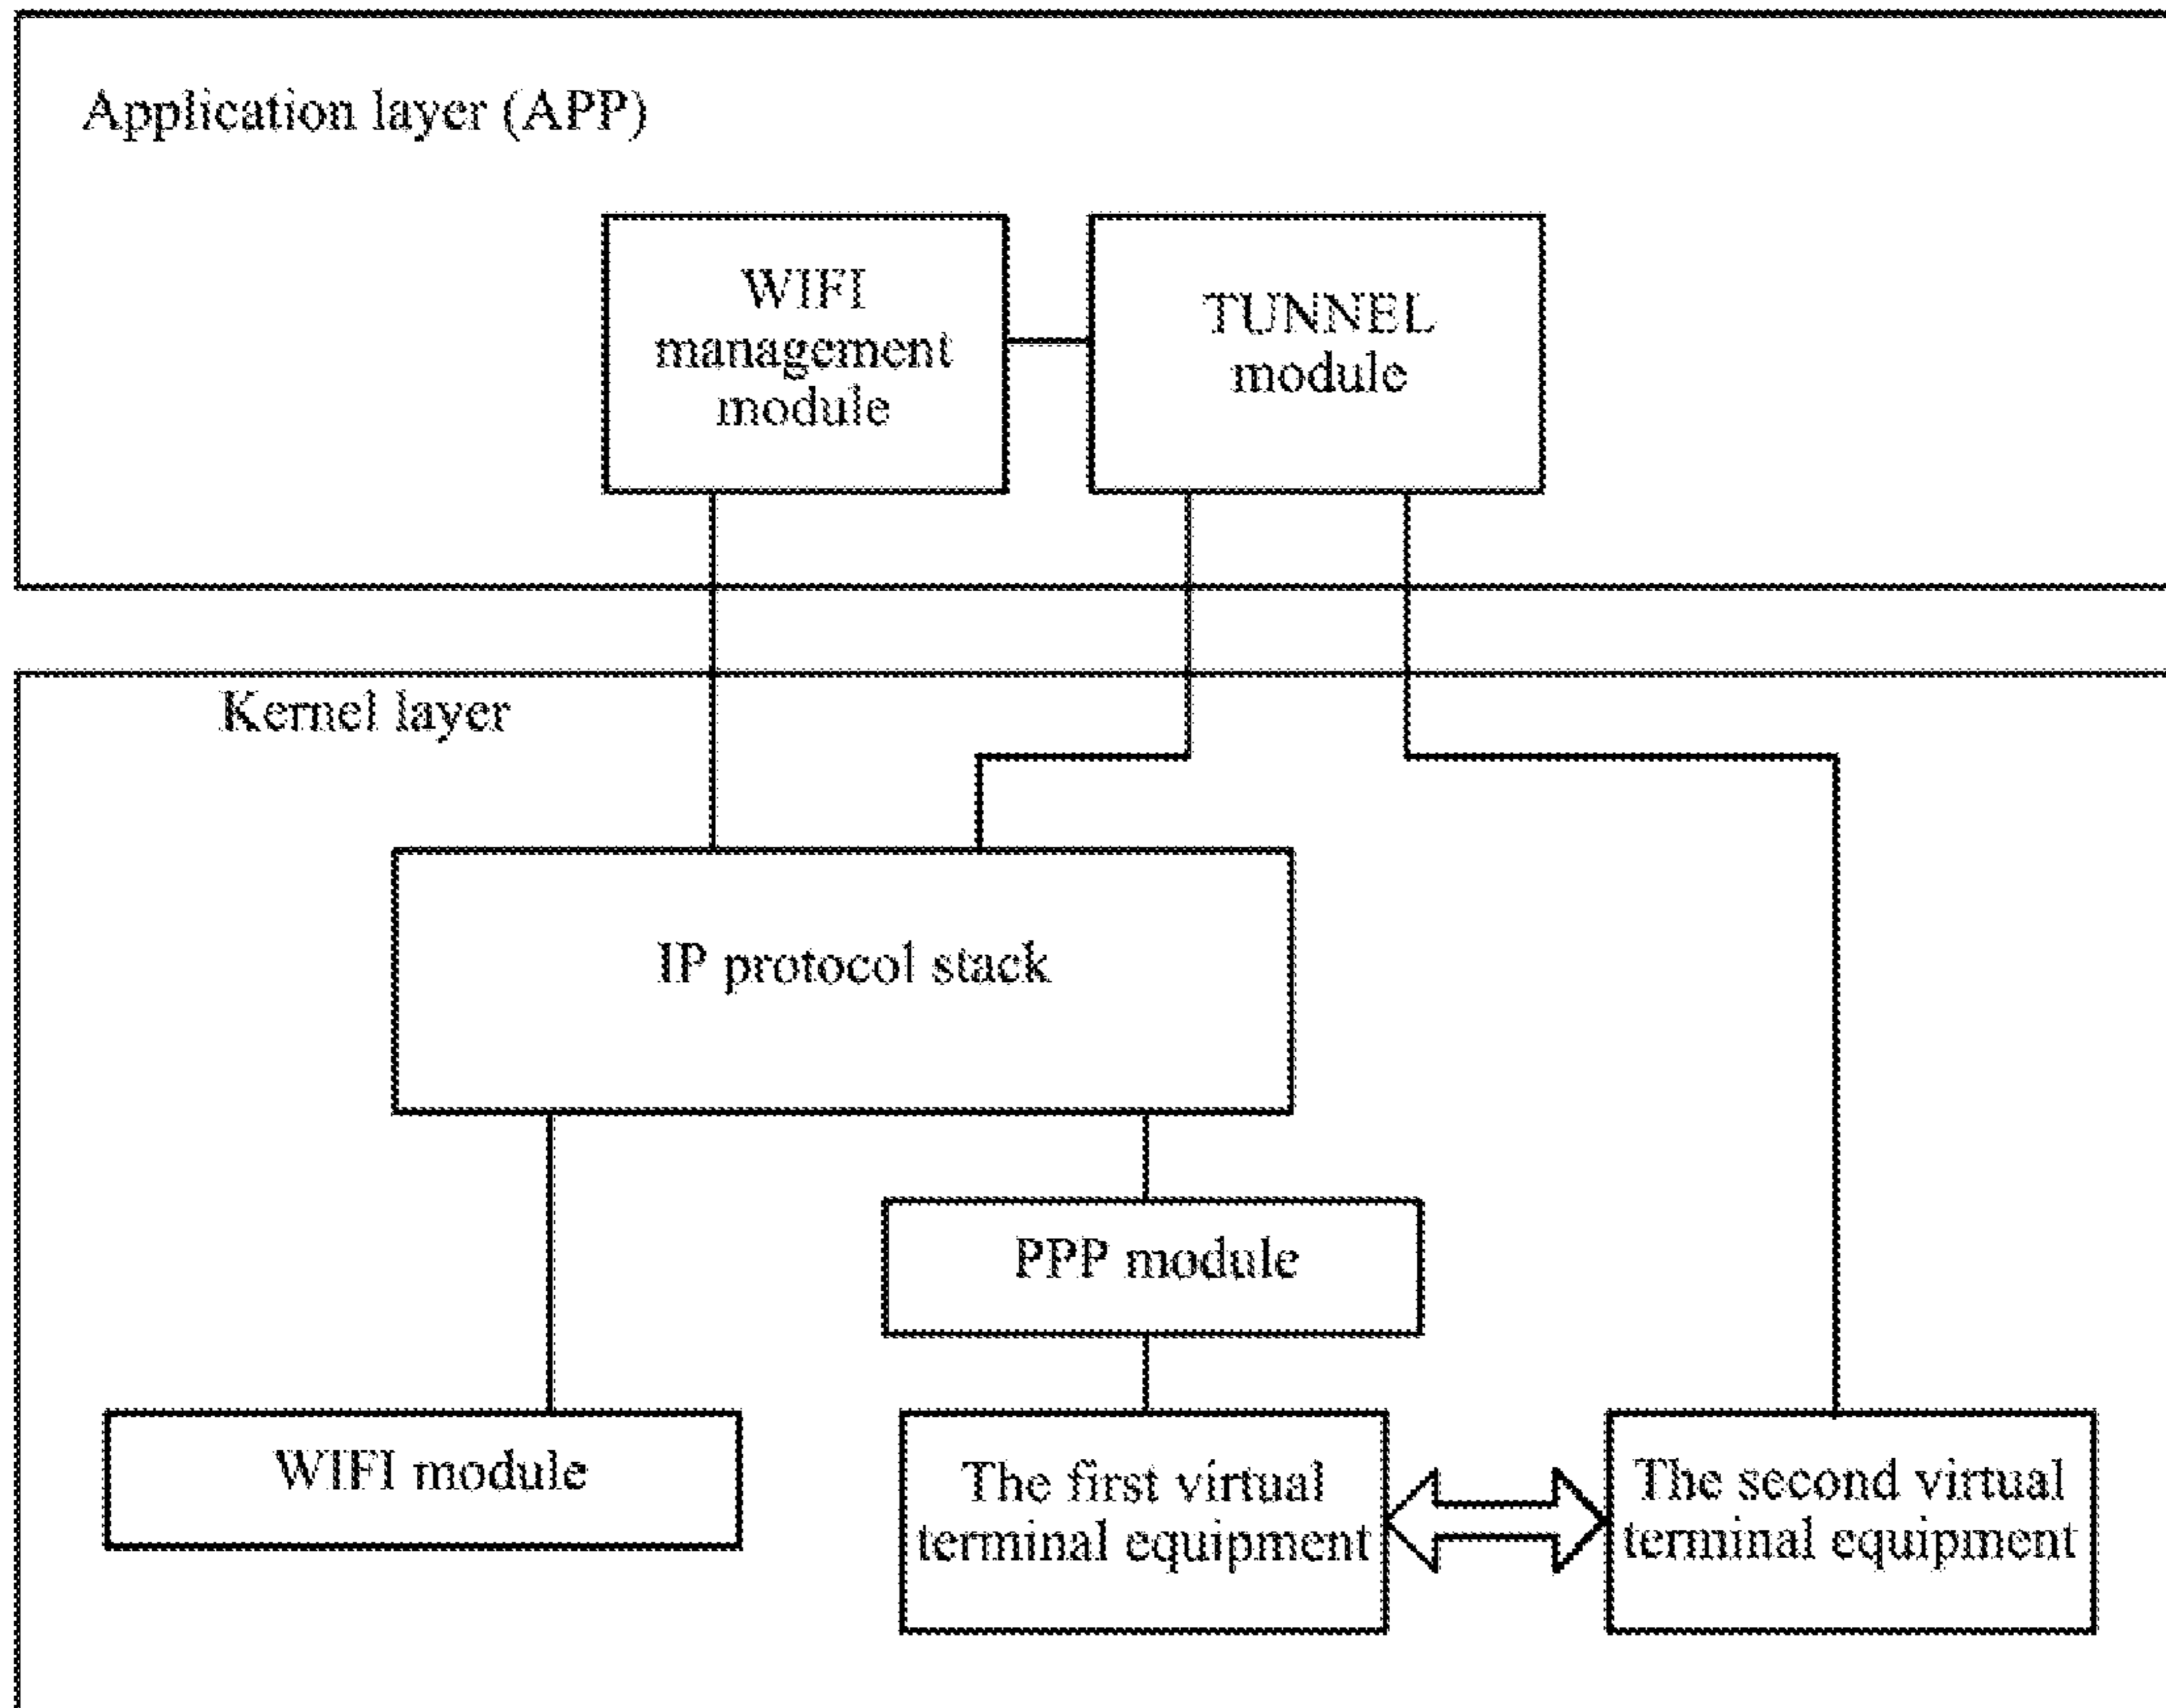 Application layer (APP)
WIFI
management
module
TUNNEL
module
Kernel layer
IP protocol stack
PPP module
WIFI module
The first virtual
terminal equipment
The second virtual
terminal equipment